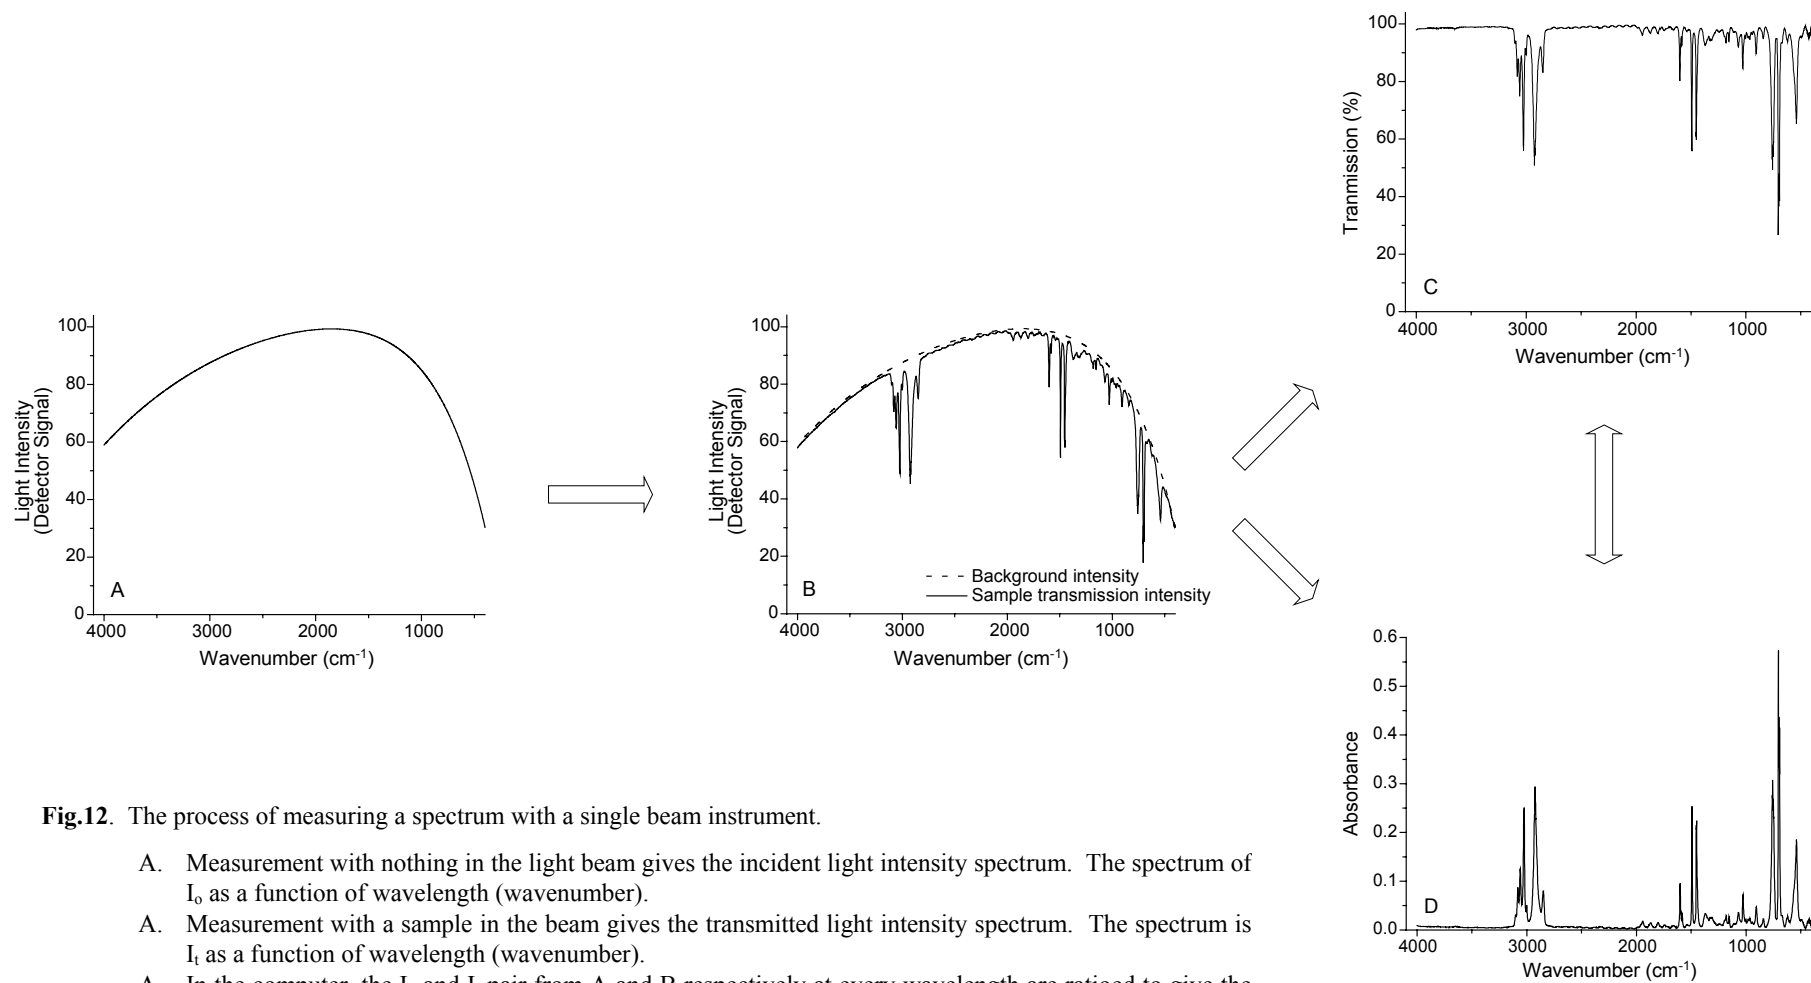 100
80
60
40
20
0
Light Intensity
(Detector Signal)
A
4000 3000 2000 1000
Wavenumber (cm-1)
100
80
60
40
20
0
Light Intensity
(Detector Signal)
Background intensity
Sample transmission intensity
B
4000 3000 2000 1000
Wavenumber (cm-1)
100
80
60
40
20
0
Tranmission (%)
C
4000 3000 2000 1000
Wavenumber (cm-1)
0.6
0.5
0.4
0.3
0.2
0.1
0.0
Absorbance
D
4000 3000 2000 1000
Wavenumber (cm-1)
Fig.12. The process of measuring a spectrum with a single beam instrument.
A. Measurement with nothing in the light beam gives the incident light intensity spectrum. The spectrum of
Io as a function of wavelength (wavenumber).
A. Measurement with a sample in the beam gives the transmitted light intensity spectrum. The spectrum is
It as a function of wavelength (wavenumber).
A. In the computer, the I and I pair from A and B respectively at every wavelength are ratioed to give the